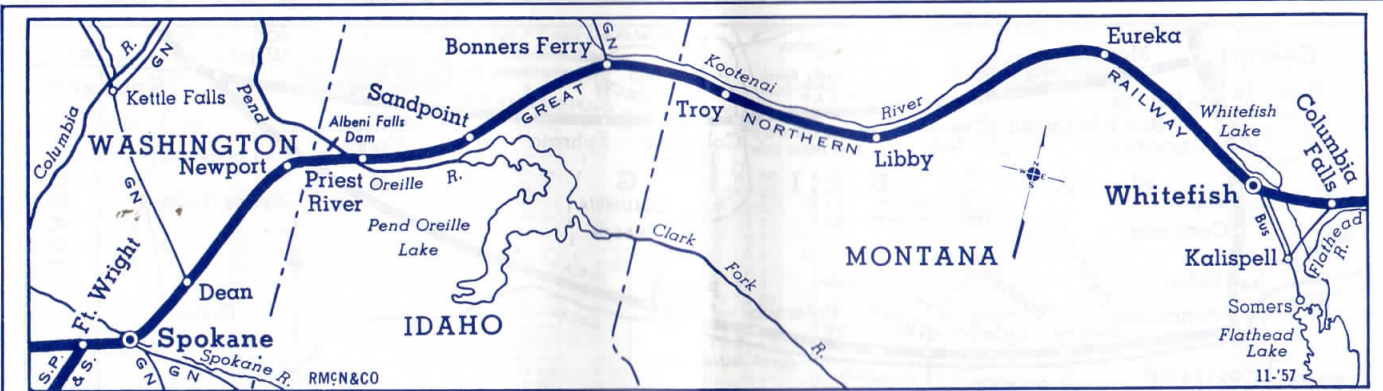 Columbia
R.
GN
Kettle Falls
WASHINGTON
GN
Newport
Pend
Albeni Falls
Dam
Priest
River
Oreille
R.
Sandpoint
Bonners Ferry
GN
GREAT
Pend Oreille
Lake
IDAHO
Dean
Ft. Wright
Spokane
S.P.
& S.
GN
GN
Spokane R.
RMCN&CO
Kootenai
River
Troy
NORTHERN
Libby
Clark
Fork
R.
MONTANA
N
S
Eureka
RAILWAY
Whitefish
Lake
Whitefish
Columbia
Falls
Bus
Kalispell
Flathead
R.
Somers
Flathead
Lake
11-'57